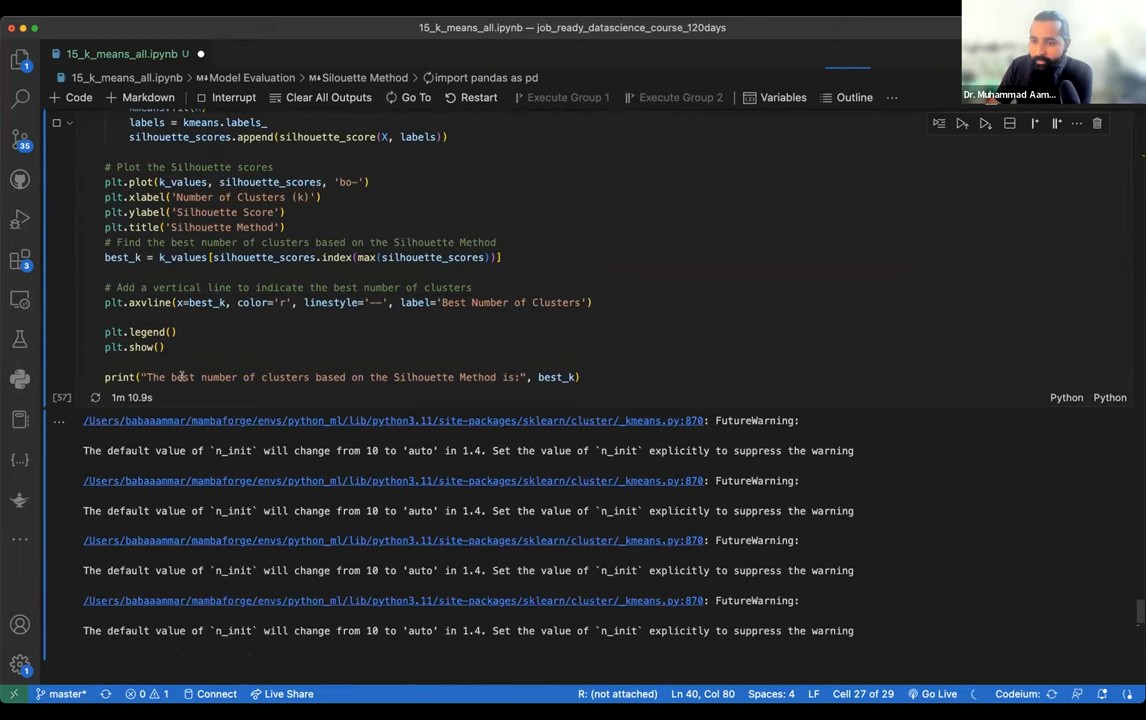 15_k_means_all.ipynb — job_ready_datascience_course_120days
15_k_means_all.ipynb U
15_k_means_all.ipynb > Model Evaluation > Silouette Method > import pandas as pd
+ Code + Markdown Interrupt Clear All Outputs Go To Restart Execute Group 1 Execute Group 2 Variables Outline ...
Dr. Muhammad Aam...
labels = kmeans.labels_
silhouette_scores.append(silhouette_score(X, labels))
# Plot the Silhouette scores
plt.plot(k_values, silhouette_scores, 'bo-')
plt.xlabel('Number of Clusters (k)')
plt.ylabel('Silhouette Score')
plt.title('Silhouette Method')
# Find the best number of clusters based on the Silhouette Method
best_k = k_values[silhouette_scores.index(max(silhouette_scores))]
# Add a vertical line to indicate the best number of clusters
plt.axvline(x=best_k, color='r', linestyle='--', label='Best Number of Clusters')
plt.legend()
plt.show()
print("The best number of clusters based on the Silhouette Method is:", best_k)
[57] 1m 10.9s Python Python
/Users/babaaammar/mambaforge/envs/python_ml/lib/python3.11/site-packages/sklearn/cluster/_kmeans.py:870: FutureWarning:
The default value of `n_init` will change from 10 to 'auto' in 1.4. Set the value of `n_init` explicitly to suppress the warning
/Users/babaaammar/mambaforge/envs/python_ml/lib/python3.11/site-packages/sklearn/cluster/_kmeans.py:870: FutureWarning:
The default value of `n_init` will change from 10 to 'auto' in 1.4. Set the value of `n_init` explicitly to suppress the warning
/Users/babaaammar/mambaforge/envs/python_ml/lib/python3.11/site-packages/sklearn/cluster/_kmeans.py:870: FutureWarning:
The default value of `n_init` will change from 10 to 'auto' in 1.4. Set the value of `n_init` explicitly to suppress the warning
/Users/babaaammar/mambaforge/envs/python_ml/lib/python3.11/site-packages/sklearn/cluster/_kmeans.py:870: FutureWarning:
The default value of `n_init` will change from 10 to 'auto' in 1.4. Set the value of `n_init` explicitly to suppress the warning
1
35
3
1
master* 0 1 Connect Live Share R: (not attached) Ln 40, Col 80 Spaces: 4 LF Cell 27 of 29 Go Live Codeium: